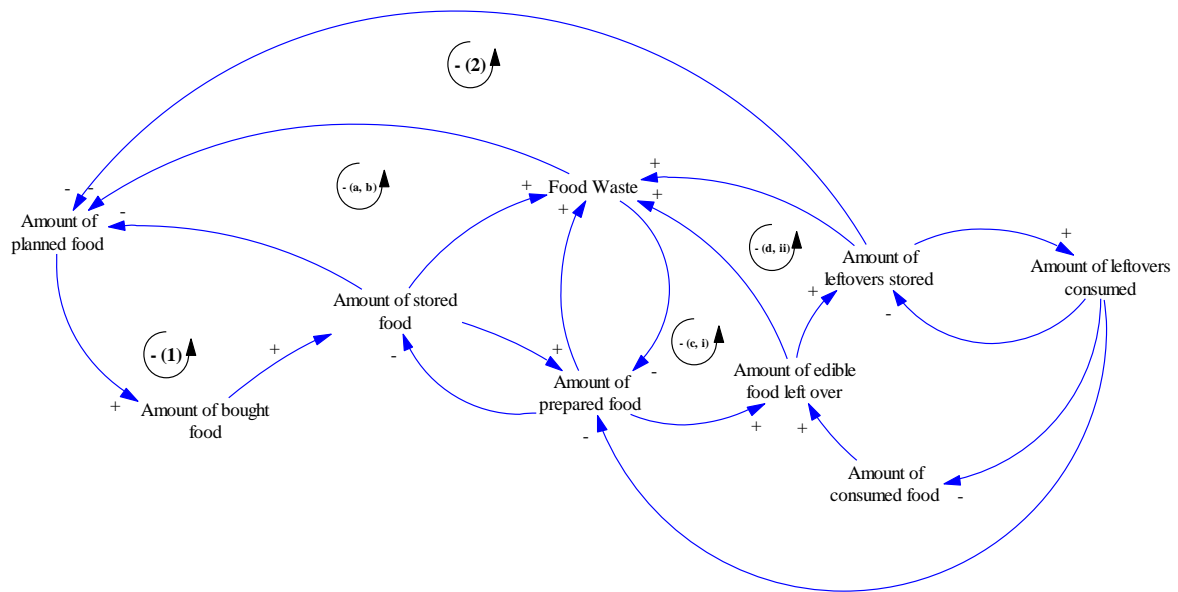 - (2)
+
- -
- (a, b)
+
Food Waste
+
+
+
-
Amount of
planned food
+
Amount of
leftovers stored
- (d, ii)
Amount of leftovers
consumed
Amount of stored
food
+
-
- (1)
+
-
+
- (c, i)
-
Amount of edible
food left over
Amount of
prepared food
+
Amount of bought
food
-
+
+
Amount of
consumed food
-